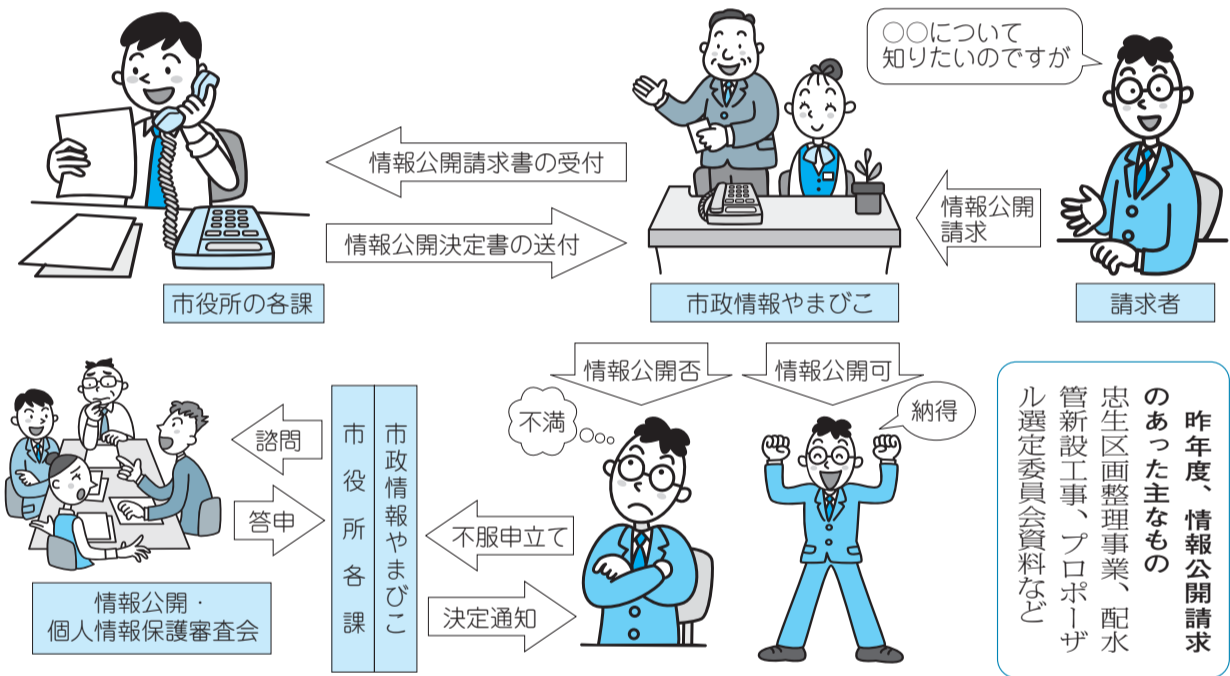 ○○について
知りたいのですが
情報公開請求書の受付
情報公開
請求
情報公開決定書の送付
市役所の各課
市政情報やまびこ
請求者
情報公開否
情報公開可
不満
納得
諮問
答申
市政情報やまびこ
市役所各課
不服申立て
決定通知
情報公開・
個人情報保護審査会
昨年度、情報公開請求
のあった主なもの
忠生区画整理事業、配水
管新設工事、プロポーザ
ル選定委員会資料など